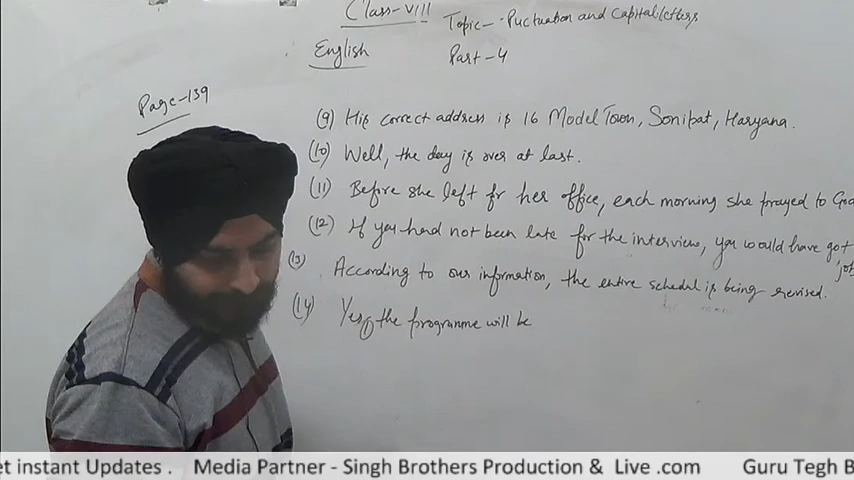 Class-VIII
Topic-Puctuation and Capital letters
English
Part-4
Page-139
(9) His correct address is 16 Model Town, Sonipat, Haryana.
(10) Well, the day is over at last.
(11) Before she left for her office, each morning she prayed to God
(12) If you had not been late for the interview, you would have got
job
(13) According to our information, the entire schedul is being revised.
(14) Yes, the programme will be
et instant Updates .    Media Partner - Singh Brothers Production &  Live .com    Guru Tegh B